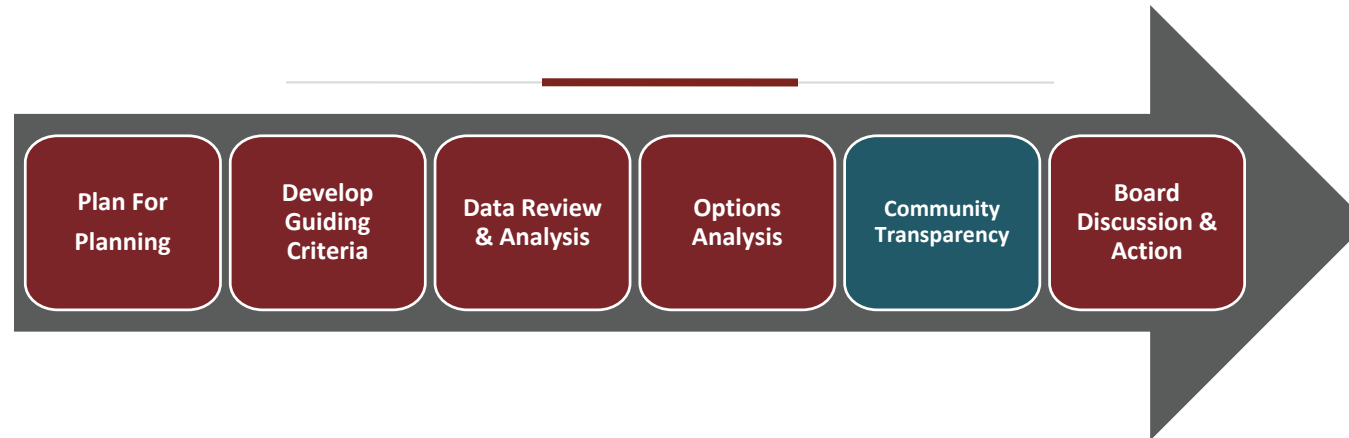 Plan For
Planning
Develop
Guiding
Criteria
Data Review
& Analysis
Options
Analysis
Community
Transparency
Board
Discussion &
Action